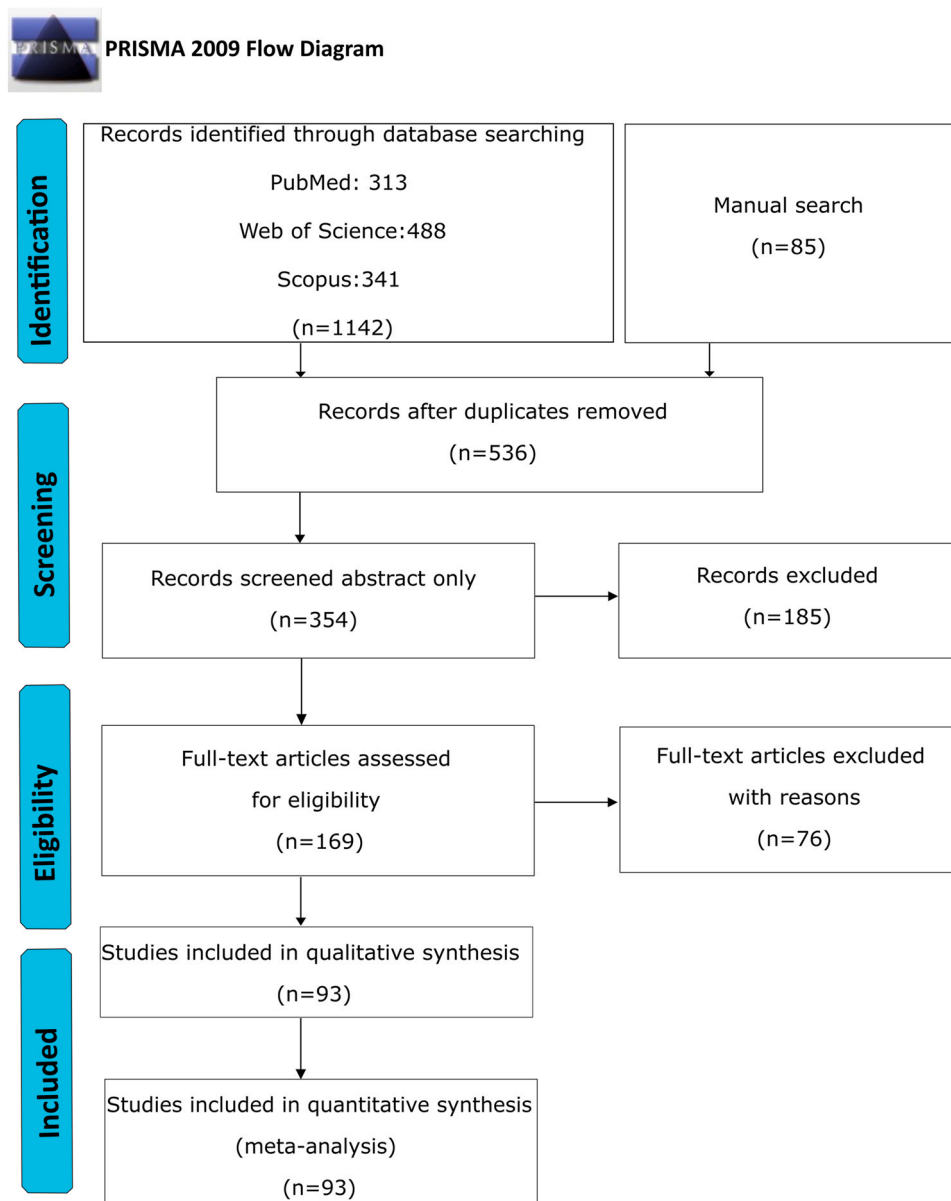 PRISMA
PRISMA 2009 Flow Diagram
Identification
Records identified through database searching
PubMed: 313
Web of Science:488
Scopus:341
(n=1142)
Manual search
(n=85)
Screening
Records after duplicates removed
(n=536)
Records screened abstract only
(n=354)
Records excluded
(n=185)
Eligibility
Full-text articles assessed
for eligibility
(n=169)
Full-text articles excluded
with reasons
(n=76)
Included
Studies included in qualitative synthesis
(n=93)
Studies included in quantitative synthesis
(meta-analysis)
(n=93)